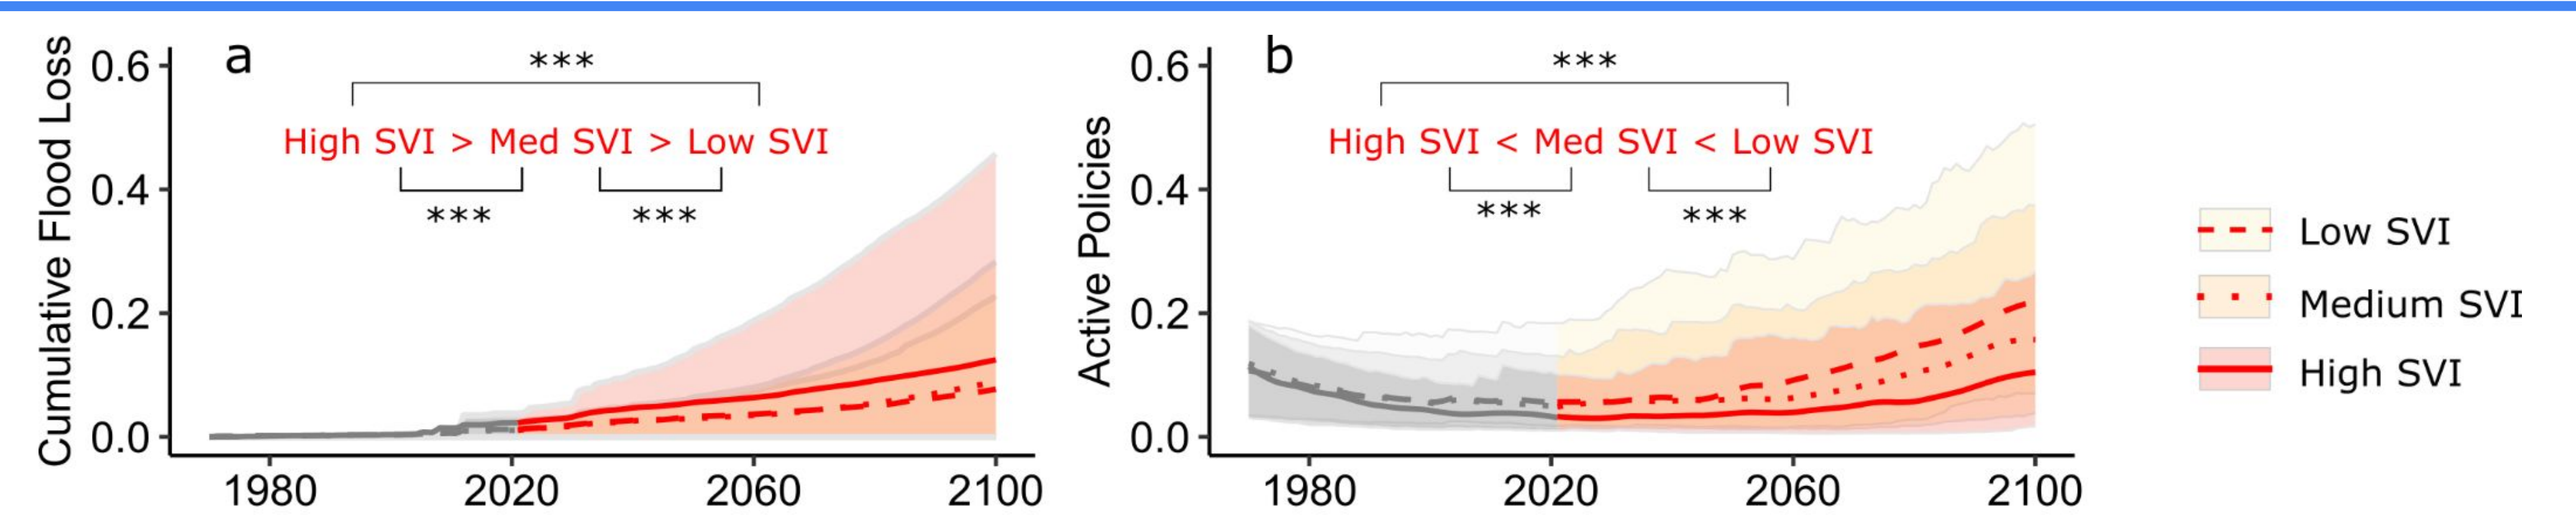 a
***
High SVI > Med SVI > Low SVI
*** ***
Cumulative Flood Loss
0.6
0.4
0.2
0.0
1980 2020 2060 2100
b
***
High SVI < Med SVI < Low SVI
*** ***
Active Policies
0.6
0.4
0.2
0.0
1980 2020 2060 2100
Low SVI
Medium SVI
High SVI